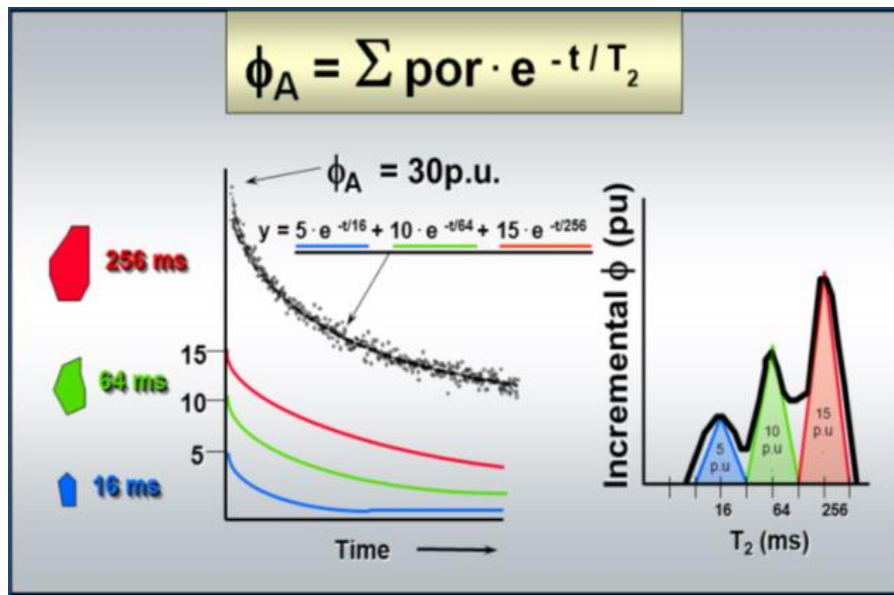 ϕA = Σ por · e -t / T2
ϕA = 30p.u.
y = 5 · e -t/16 + 10 · e -t/64 + 15 · e -t/256
256 ms
64 ms
16 ms
15
10
5
Time
Incremental ϕ (pu)
5
p.u
.
10
p.u
.
15
p.u
.
16 64 256
T2 (ms)